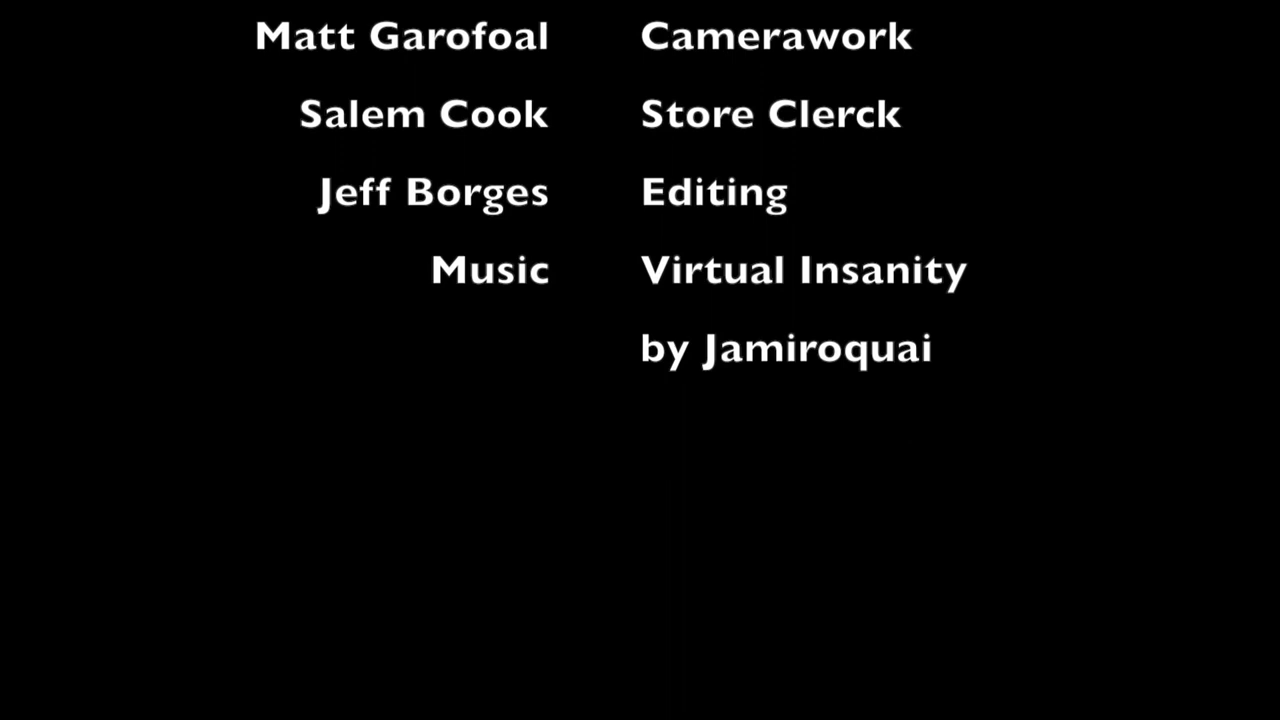 Matt Garofoal Camerawork
Salem Cook Store Clerck
Jeff Borges Editing
Music Virtual Insanity
by Jamiroquai